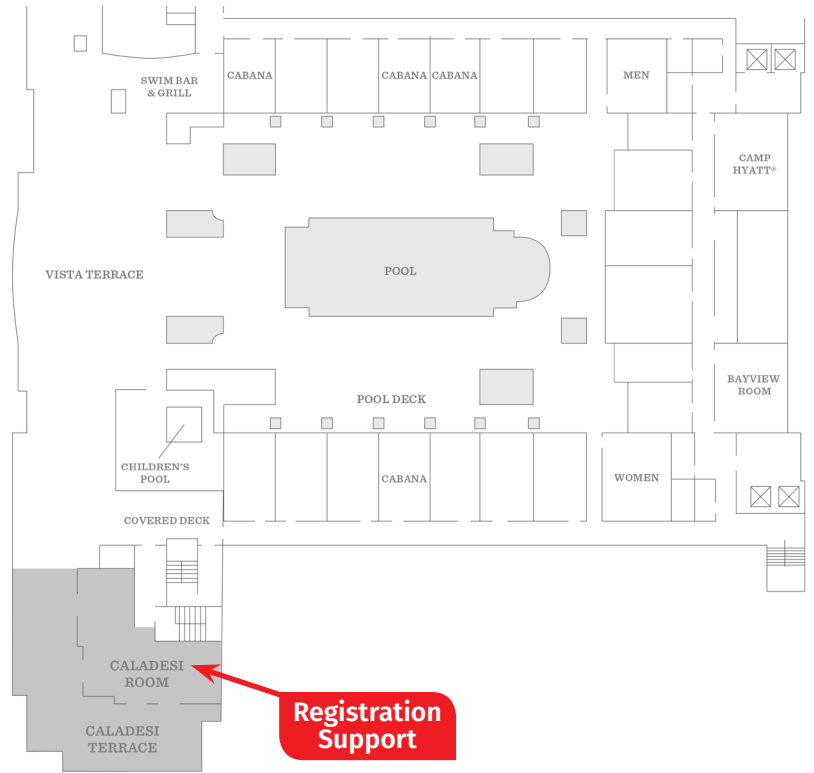 SWIM BAR
& GRILL
CABANA
CABANA
CABANA
MEN
CAMP
HYATT®
VISTA TERRACE
POOL
BAYVIEW
ROOM
POOL DECK
CHILDREN'S
POOL
CABANA
WOMEN
COVERED DECK
CALADESI
ROOM
Registration
Support
CALADESI
TERRACE